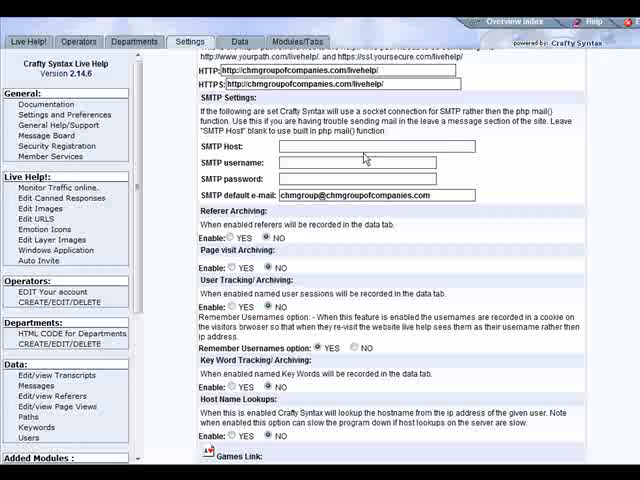 Overview index
Help
Live Help!
Operators
Departments
Settings
Data
Modules/Tabs
powered by: Crafty Syntax
Crafty Syntax Live Help
Version 2.14.6
General:
Documentation
Settings and Preferences
General Help/Support
Message Board
Security Registration
Member Services
Live Help!:
Monitor Traffic online.
Edit Canned Responses
Edit Images
Edit URLS
Emotion Icons
Edit Layer Images
Windows Application
Auto Invite
Operators:
EDIT Your Account
CREATE/EDIT/DELETE
Departments:
HTML CODE for Departments
CREATE/EDIT/DELETE
Data:
Edit/view Transcripts
Messages
Edit/view Referers
Edit/view Page Views
Paths
Keywords
Users
Added Modules :
http://www.yourpath.com/livehelp/. and https://ssl.yoursecure.com/livehelp/
HTTP: http://chmgroupofcompanies.com/livehelp/
HTTPS: http://chmgroupofcompanies.com/livehelp/
SMTP Settings:
If the following are set Crafty Syntax will use a socket connection for SMTP rather then the php mail()
function. Use this if you are having trouble sending mail in the leave a message section of the site. Leave
"SMTP Host" blank to use built in php mail() function
SMTP Host:
SMTP username:
SMTP password:
SMTP default e-mail: chmgroup@chmgroupofcompanies.com
Referer Archiving:
When enabled referers will be recorded in the data tab.
Enable: YES NO
Page visit Archiving:
Enable: YES NO
User Tracking/ Archiving:
When enabled named user sessions will be recorded in the data tab.
Enable: YES NO
Remember Usernames option: - When this feature is enabled the usernames are recorded in a cookie on
the visitors brwoser so that when they re-visit the website live help sees them as their username rather then
ip address.
Remember Usernames option: YES NO
Key Word Tracking/ Archiving:
When enabled named Key Words will be recorded in the data tab.
Enable: YES NO
Host Name Lookups:
When this is enabled Crafty Syntax will lookup the hostname from the ip address of the given user. Note
when enabled this option can slow the program down if host lookups on the server are slow.
Enable: YES NO
Games Link: